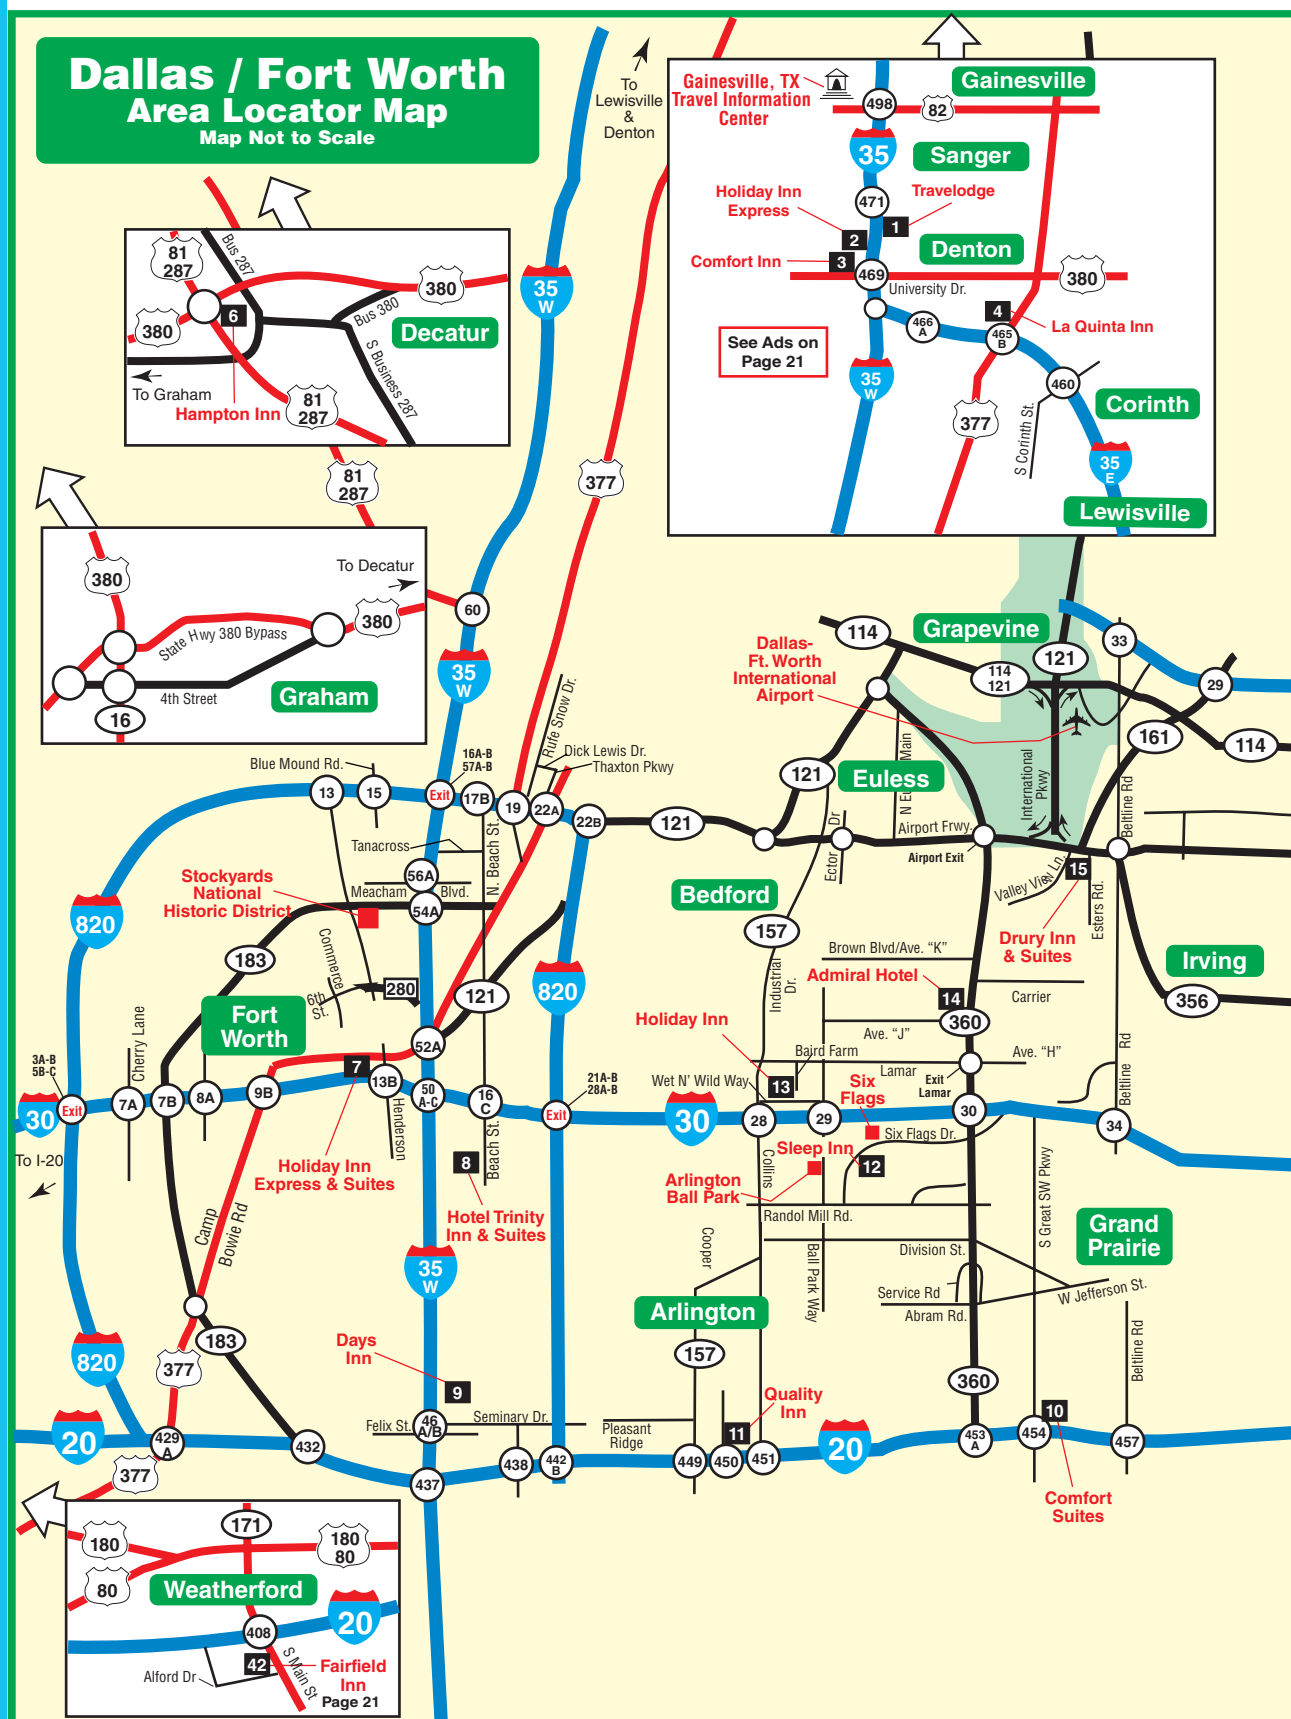 Dallas / Fort Worth
Area Locator Map
Map Not to Scale
To
Lewisville
&
Denton
Gainesville, TX
Travel Information
Center
Gainesville
498
82
35
Sanger
471
Holiday Inn
Express
Travelodge
1
2
3
Comfort Inn
Denton
469
380
University Dr.
466
A
465
B
4
La Quinta Inn
See Ads on
Page 21
35
W
460
377
S Corinth St.
Corinth
35
E
Lewisville
81
287
Bus 287
380
380
6
Bus 380
Decatur
S Business 287
To Graham
Hampton Inn
81
287
35
W
81
287
377
380
To Decatur
State Hwy 380 Bypass
380
4th Street
16
Graham
60
35
W
114
Grapevine
33
Dallas-
Ft. Worth
International
Airport
121
114
121
29
161
114
121
Euless
N Eu Main
International
Pkwy
Beltline Rd
Airport Frwy.
Airport Exit
Ector Dr
Valley View Ln.
15
Esters Rd.
Drury Inn
& Suites
Irving
356
Rufe Snow Dr.
Dick Lewis Dr.
Thaxton Pkwy
16A-B
57A-B
Blue Mound Rd.
13
15
Exit
17B
19
22A
22B
121
Tanacross
N. Beach St.
56A
Meacham
Blvd.
54A
Stockyards
National
Historic District
820
183
Commerce
280
6th
St.
121
820
Fort
Worth
52A
Bedford
157
Industrial
Dr.
Brown Blvd/Ave. “K”
Admiral Hotel
14
Carrier
360
Ave. “J”
Holiday Inn
Baird Farm
Ave. “H”
Lamar
Exit
Lamar
Wet N’ Wild Way
13
Six
Flags
Beltline Rd
3A-B
5B-C
Cherry Lane
7
30
Exit
7A
7B
8A
9B
13B
50
A-C
16
C
21A-B
28A-B
Exit
30
28
29
30
34
To I-20
Henderson
Holiday Inn
Express & Suites
8
Beach St.
Hotel Trinity
Inn & Suites
Six Flags Dr.
Sleep Inn
12
Arlington
Ball Park
Collins
Randol Mill Rd.
S Great SW Pkwy
Grand
Prairie
Camp
Bowie Rd
35
W
Cooper
Ball Park Way
Division St.
Service Rd
Abram Rd.
W Jefferson St.
Arlington
157
Beltline Rd
183
820
377
Days
Inn
9
360
10
Quality
Inn
11
Felix St.
46
A/B
Seminary Dr.
Pleasant
Ridge
20
429
A
432
437
438
442
B
449
450
451
20
453
A
454
457
Comfort
Suites
377
180
171
180
80
80
Weatherford
20
408
42
S Main St
Alford Dr
Fairfield
Inn
Page 21